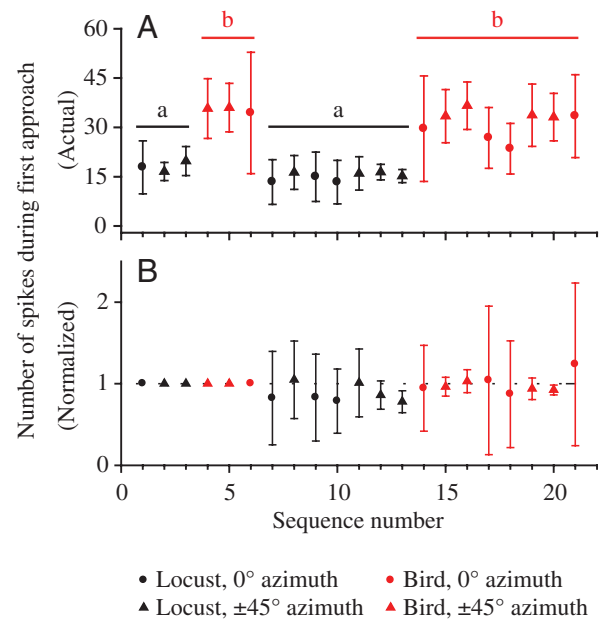 A
b
b
a
a
60
45
30
15
0
Number of spikes during first approach
(Actual)
B
2
1
0
(Normalized)
0 5 10 15 20
Sequence number
Locust, 0° azimuth
Bird, 0° azimuth
Locust, ±45° azimuth
Bird, ±45° azimuth